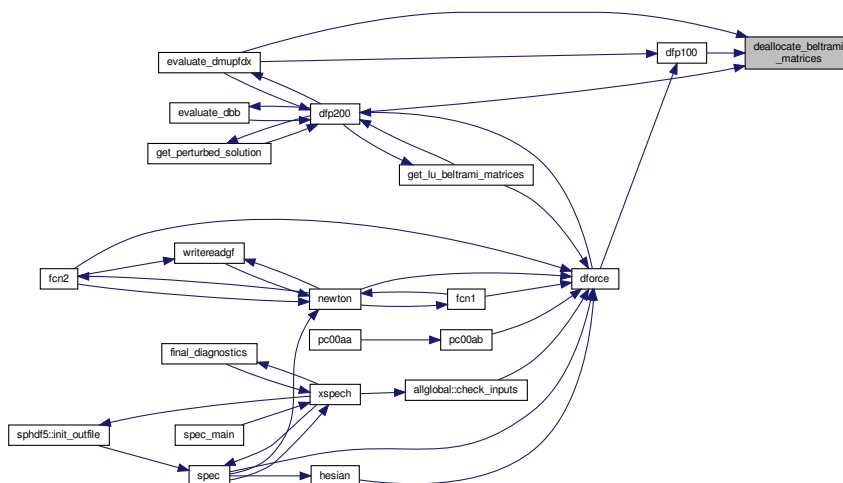 deallocate_beltrami
_matrices
dfp100
evaluate_dmupfdx
evaluate_dbb
dfp200
get_perturbed_solution
get_lu_beltrami_matrices
writereadgf
fcn2
dforce
newton
fcn1
pc00aa
pc00ab
final_diagnostics
xspech
allglobal::check_inputs
sphdf5::init_outfile
spec_main
spec
hesian